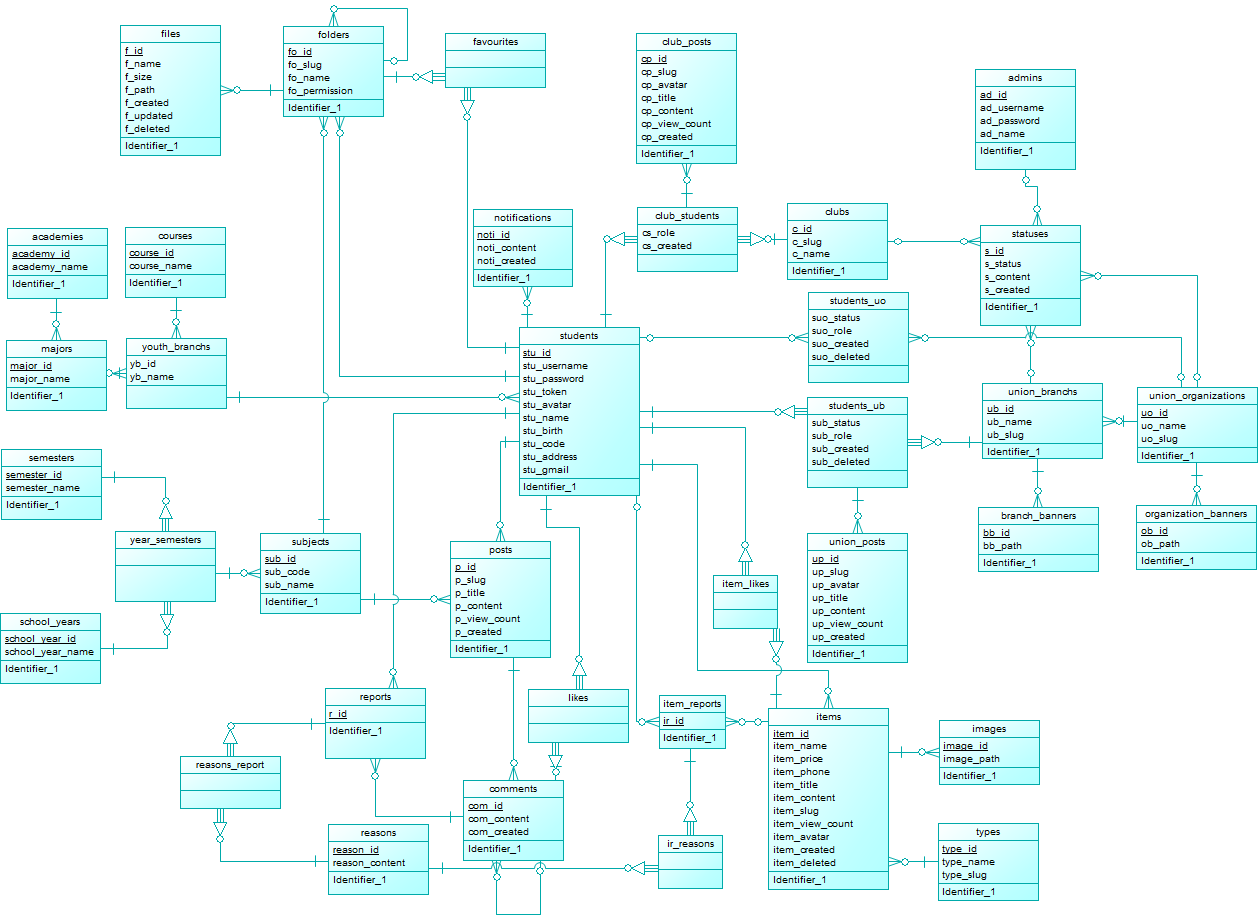 files
f_id
f_name
f_size
f_path
f_created
f_updated
f_deleted
Identifier_1
folders
fo_id
fo_slug
fo_name
fo_permission
Identifier_1
favourites
club_posts
cp_id
cp_slug
cp_avatar
cp_title
cp_content
cp_view_count
cp_created
Identifier_1
admins
ad_id
ad_username
ad_password
ad_name
Identifier_1
academies
academy_id
academy_name
Identifier_1
courses
course_id
course_name
Identifier_1
notifications
noti_id
noti_content
noti_created
Identifier_1
club_students
cs_role
cs_created
clubs
c_id
c_slug
c_name
Identifier_1
statuses
s_id
s_status
s_content
s_created
Identifier_1
majors
major_id
major_name
Identifier_1
youth_branchs
yb_id
yb_name
students
stu_id
stu_username
stu_password
stu_token
stu_avatar
stu_name
stu_birth
stu_code
stu_address
stu_gmail
Identifier_1
students_uo
suo_status
suo_role
suo_created
suo_deleted
students_ub
sub_status
sub_role
sub_created
sub_deleted
union_branchs
ub_id
ub_name
ub_slug
Identifier_1
union_organizations
uo_id
uo_name
uo_slug
Identifier_1
semesters
semester_id
semester_name
Identifier_1
year_semesters
subjects
sub_id
sub_code
sub_name
Identifier_1
posts
p_id
p_slug
p_title
p_content
p_view_count
p_created
Identifier_1
item_likes
union_posts
up_id
up_slug
up_avatar
up_title
up_content
up_view_count
up_created
Identifier_1
branch_banners
bb_id
bb_path
Identifier_1
organization_banners
ob_id
ob_path
Identifier_1
school_years
school_year_id
school_year_name
Identifier_1
reports
r_id
Identifier_1
likes
item_reports
ir_id
Identifier_1
items
item_id
item_name
item_price
item_phone
item_title
item_content
item_slug
item_view_count
item_avatar
item_created
item_deleted
Identifier_1
images
image_id
image_path
Identifier_1
reasons_report
comments
com_id
com_content
com_created
Identifier_1
reasons
reason_id
reason_content
Identifier_1
ir_reasons
types
type_id
type_name
type_slug
Identifier_1